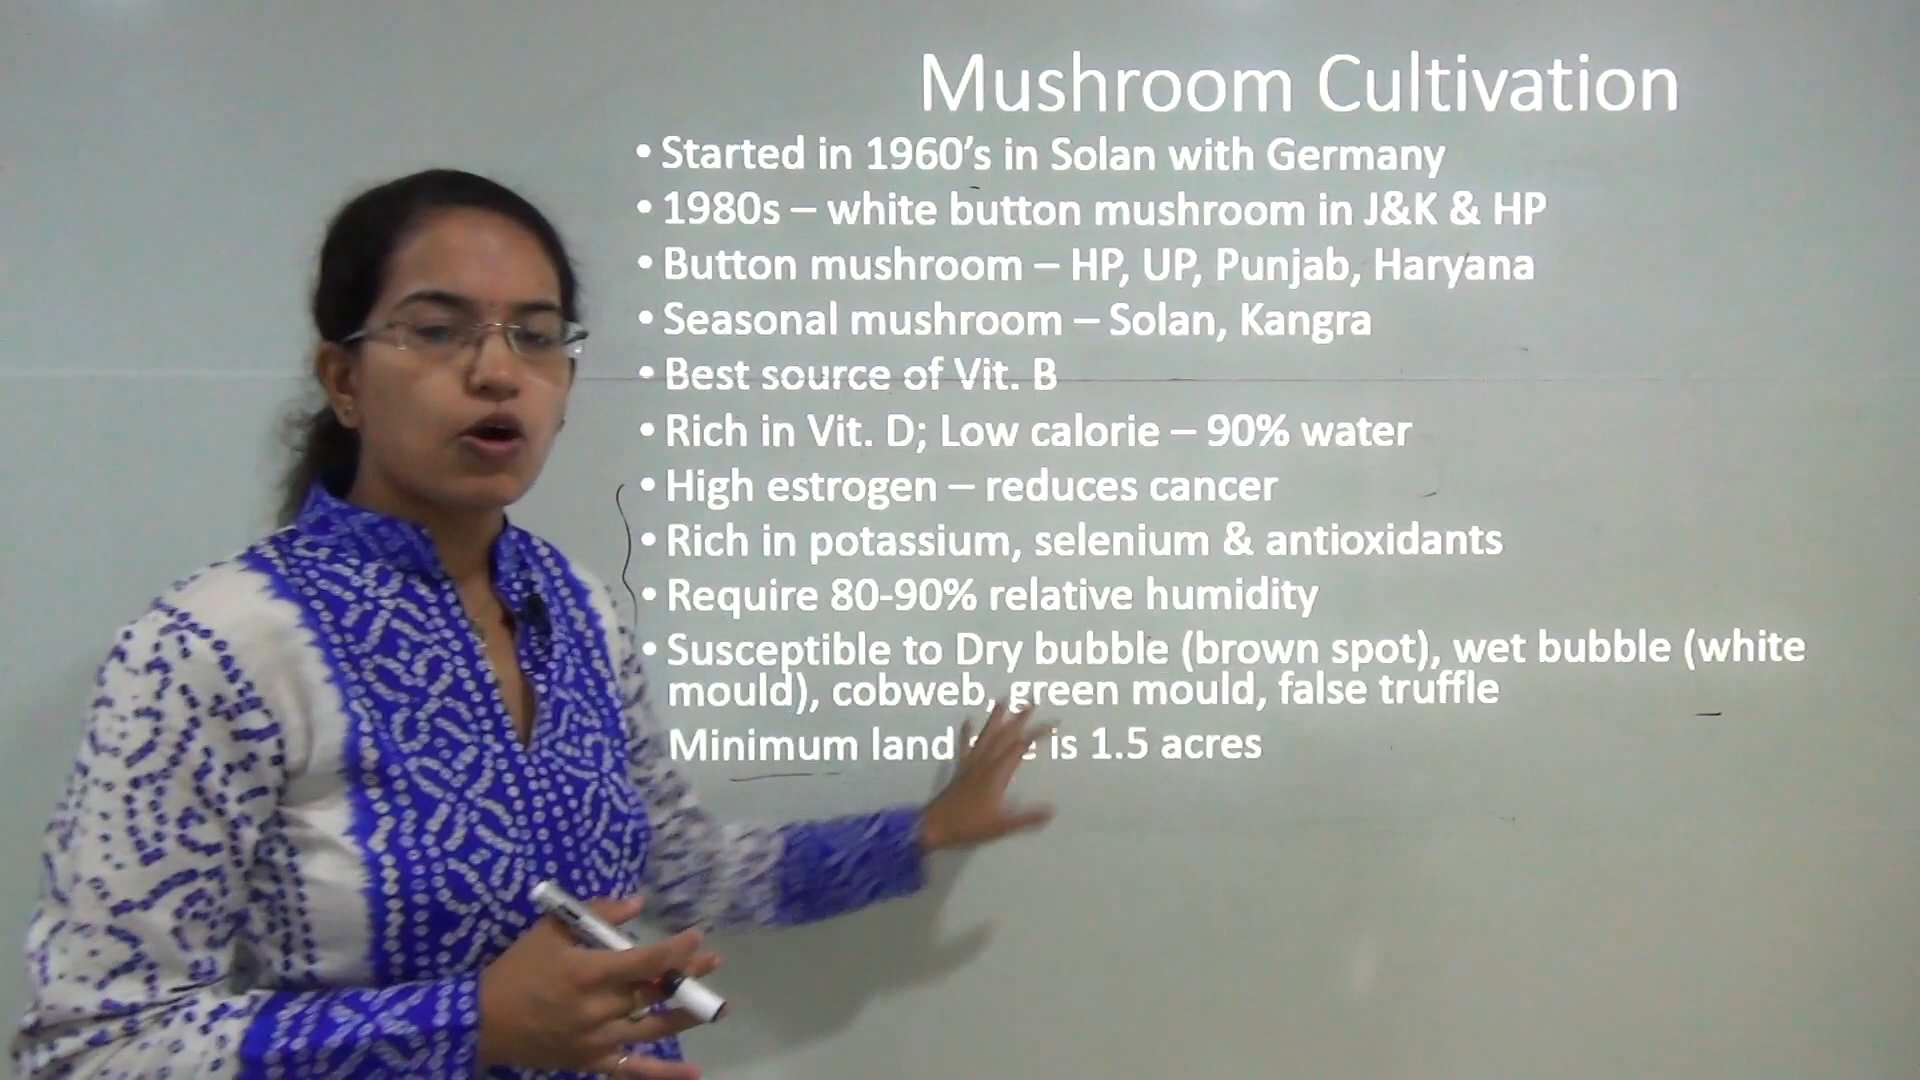 Mushroom Cultivation
• Started in 1960’s in Solan with Germany
• 1980s – white button mushroom in J&K & HP
• Button mushroom – HP, UP, Punjab, Haryana
• Seasonal mushroom – Solan, Kangra
• Best source of Vit. B
• Rich in Vit. D; Low calorie – 90% water
• High estrogen – reduces cancer
• Rich in potassium, selenium & antioxidants
• Require 80-90% relative humidity
• Susceptible to Dry bubble (brown spot), wet bubble (white
mould), cobweb, green mould, false truffle
Minimum land is 1.5 acres